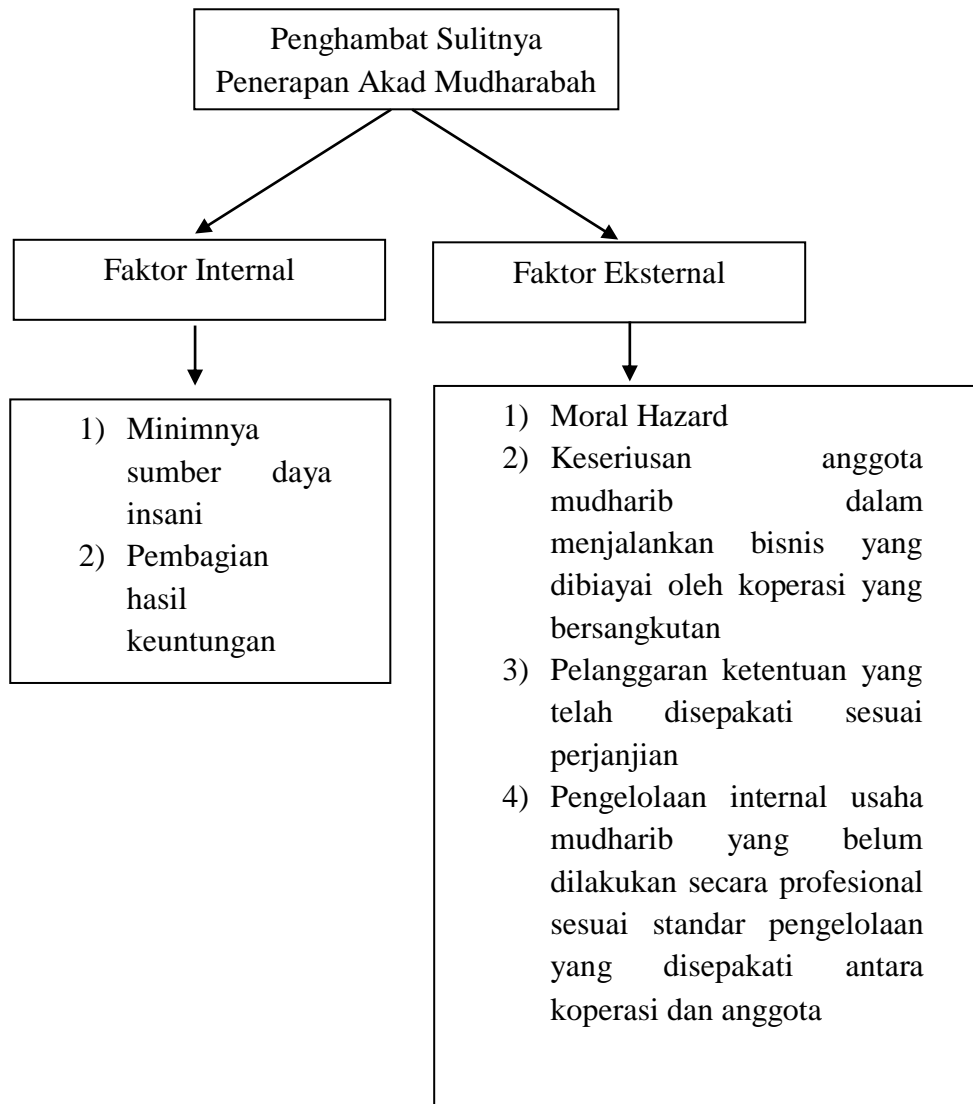 Penghambat Sulitnya
Penerapan Akad Mudharabah
Faktor Internal
Faktor Eksternal
1) Minimnya
sumber daya
insani
2) Pembagian
hasil
keuntungan
1) Moral Hazard
2) Keseriusan anggota
mudharib dalam
menjalankan bisnis yang
dibiayai oleh koperasi yang
bersangkutan
3) Pelanggaran ketentuan yang
telah disepakati sesuai
perjanjian
4) Pengelolaan internal usaha
mudharib yang belum
dilakukan secara profesional
sesuai standar pengelolaan
yang disepakati antara
koperasi dan anggota